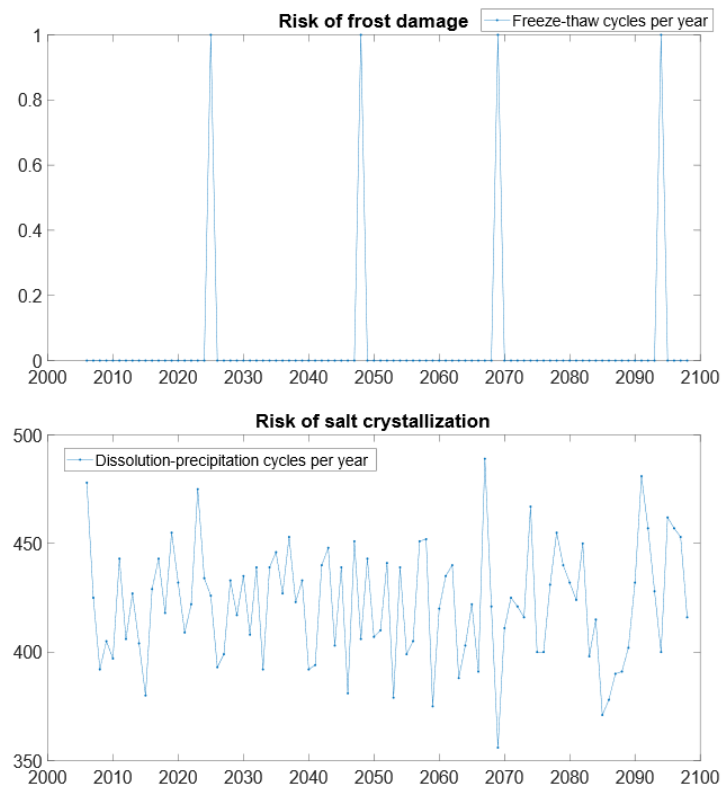 Risk of frost damage
Freeze-thaw cycles per year
1
0.8
0.6
0.4
0.2
0
2000 2010 2020 2030 2040 2050 2060 2070 2080 2090 2100
Risk of salt crystallization
500
Dissolution-precipitation cycles per year
450
400
350
2000 2010 2020 2030 2040 2050 2060 2070 2080 2090 2100